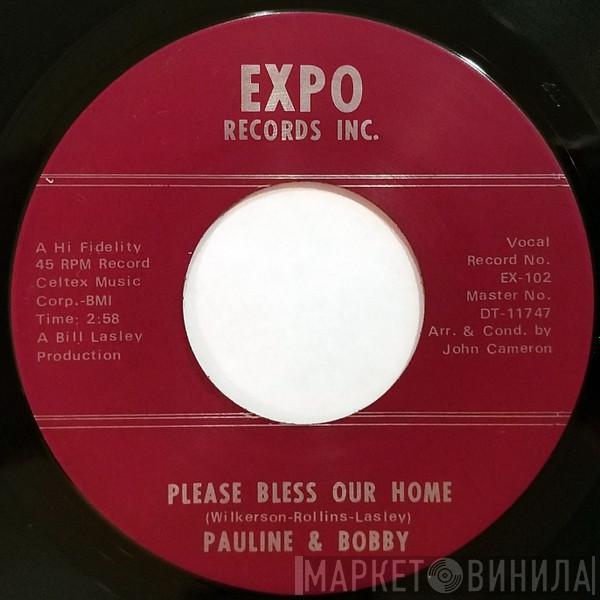 EXPO
RECORDS INC.
A Hi Fidelity
45 RPM Record
Celtex Music
Corp.-BMI
Time: 2:58
A Bill Lasley
Production
Vocal
Record No.
EX-102
Master No.
DT-11747
Arr. & Cond. by
John Cameron
PLEASE BLESS OUR HOME
(Wilkerson-Rollins-Lasley)
PAULINE & BOBBY
МАРКЕТ ВИНИЛА